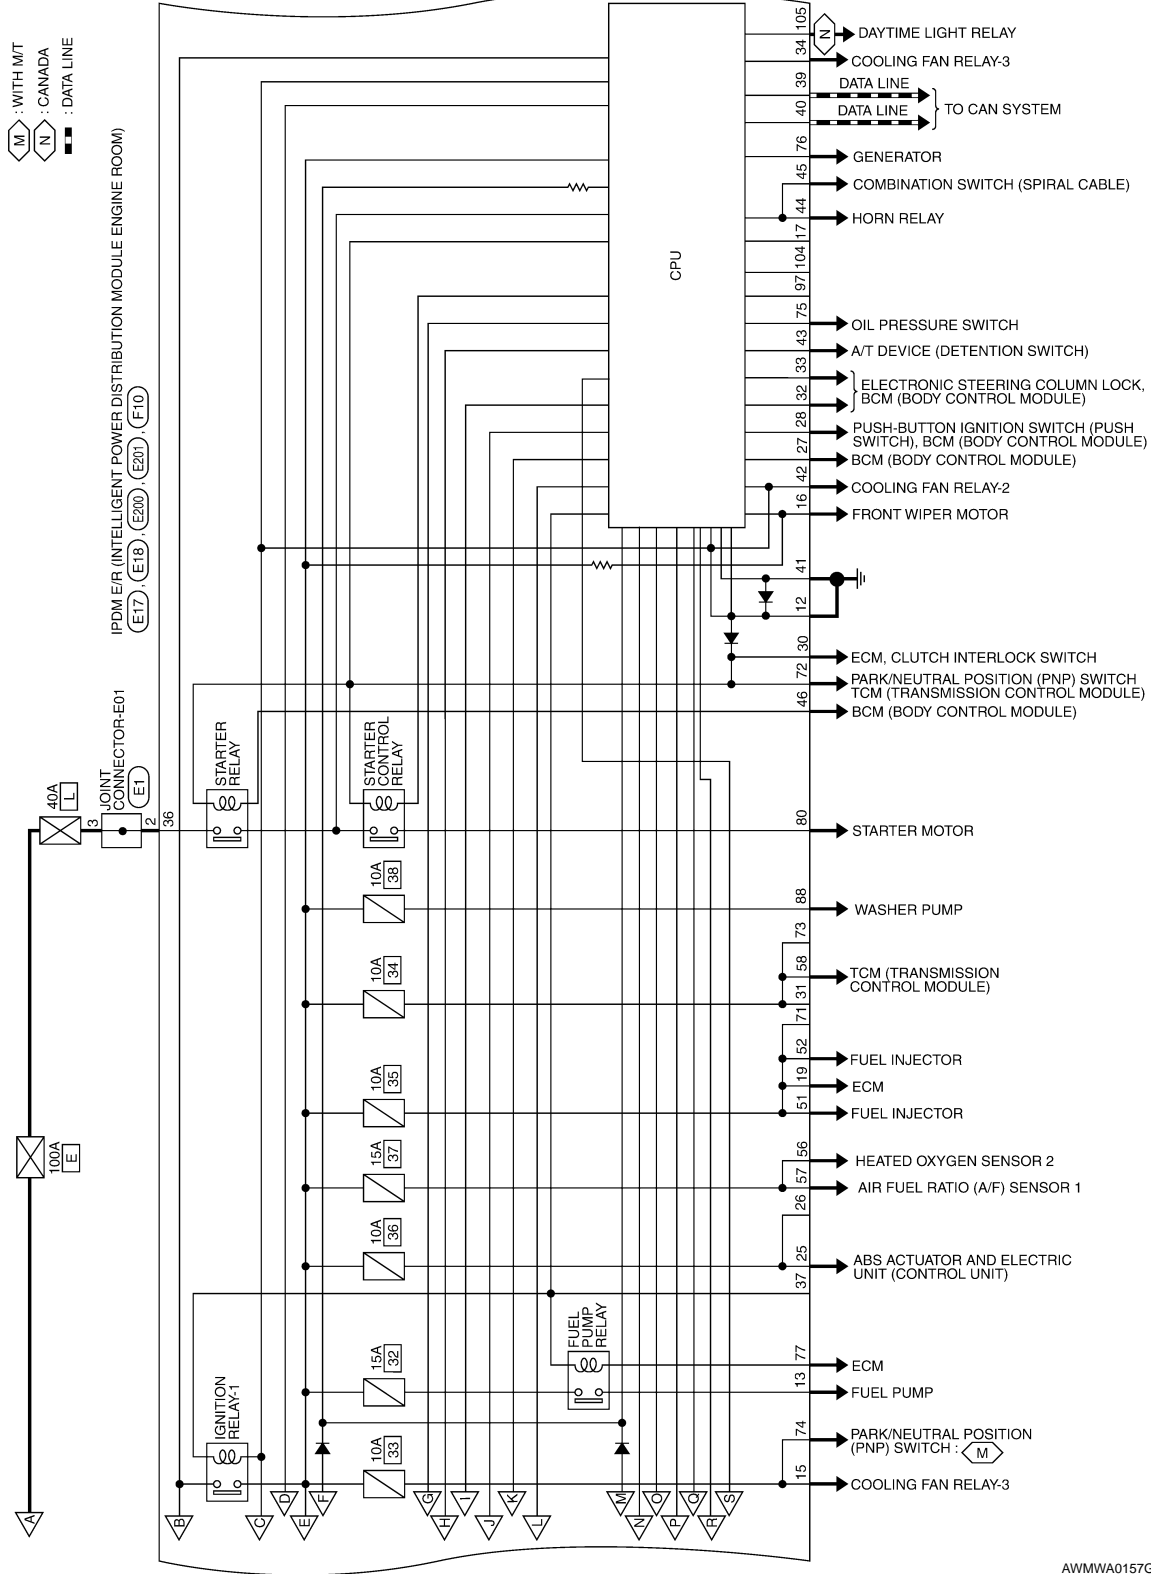 M : WITH M/T
N : CANADA
: DATA LINE
IPDM E/R (INTELLIGENT POWER DISTRIBUTION MODULE ENGINE ROOM)
E17 , E18 , E200 , E201 , F10
CPU
105
N
DAYTIME LIGHT RELAY
34
COOLING FAN RELAY-3
39
DATA LINE
40
DATA LINE
TO CAN SYSTEM
76
GENERATOR
45
COMBINATION SWITCH (SPIRAL CABLE)
44
HORN RELAY
17
104
97
75
OIL PRESSURE SWITCH
43
A/T DEVICE (DETENTION SWITCH)
33
32
ELECTRONIC STEERING COLUMN LOCK,
BCM (BODY CONTROL MODULE)
28
PUSH-BUTTON IGNITION SWITCH (PUSH
SWITCH), BCM (BODY CONTROL MODULE)
27
BCM (BODY CONTROL MODULE)
42
COOLING FAN RELAY-2
16
FRONT WIPER MOTOR
41
12
30
ECM, CLUTCH INTERLOCK SWITCH
72
PARK/NEUTRAL POSITION (PNP) SWITCH
TCM (TRANSMISSION CONTROL MODULE)
46
BCM (BODY CONTROL MODULE)
40A
L
3
JOINT
CONNECTOR-E01
E1
2
36
STARTER
RELAY
STARTER
CONTROL
RELAY
80
STARTER MOTOR
10A
38
88
WASHER PUMP
10A
34
73
58
TCM (TRANSMISSION
CONTROL MODULE)
31
71
10A
35
52
FUEL INJECTOR
19
ECM
51
FUEL INJECTOR
100A
E
15A
37
56
HEATED OXYGEN SENSOR 2
57
AIR FUEL RATIO (A/F) SENSOR 1
26
10A
36
25
ABS ACTUATOR AND ELECTRIC
UNIT (CONTROL UNIT)
37
FUEL
PUMP
RELAY
15A
32
77
ECM
13
FUEL PUMP
IGNITION
RELAY-1
10A
33
74
PARK/NEUTRAL POSITION
(PNP) SWITCH : M
15
COOLING FAN RELAY-3
A
B
C
D
E
F
G
H
I
J
K
L
M
N
O
P
Q
R
S
AWMWA0157G